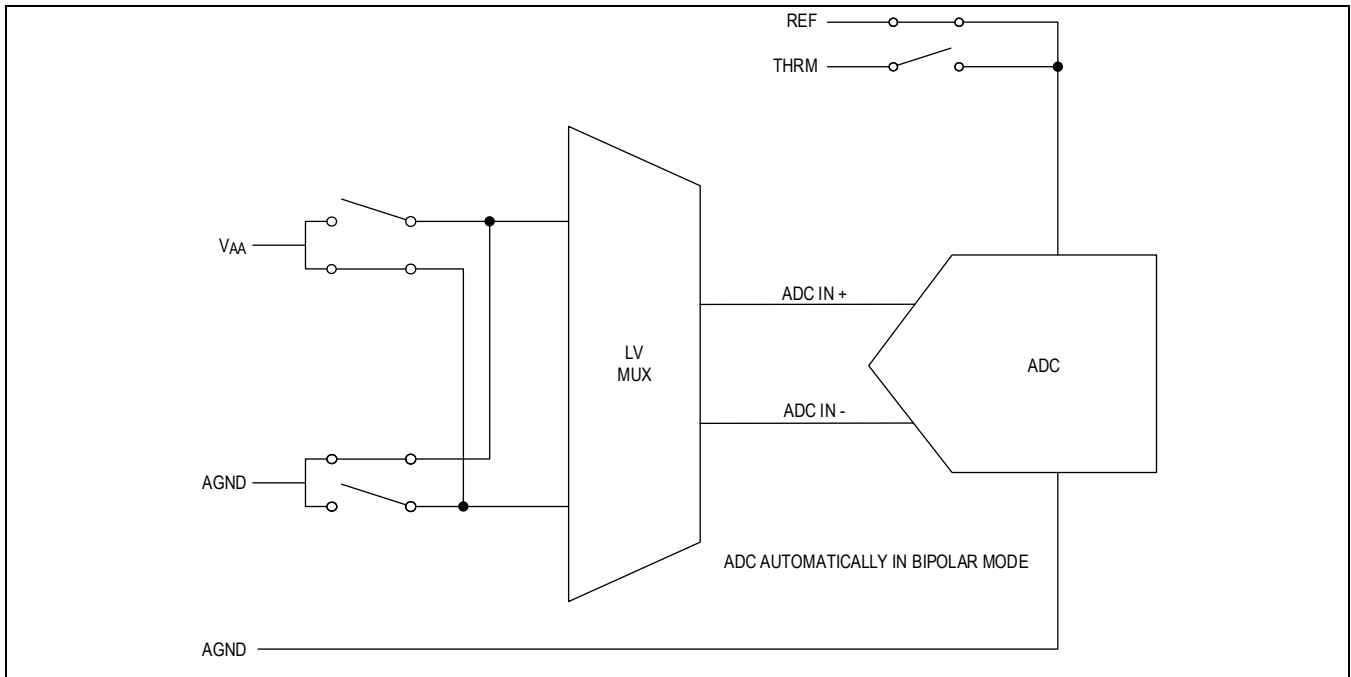 REF
THRM
VAA
LV
MUX
ADC IN +
ADC
ADC IN -
AGND
ADC AUTOMATICALLY IN BIPOLAR MODE
AGND